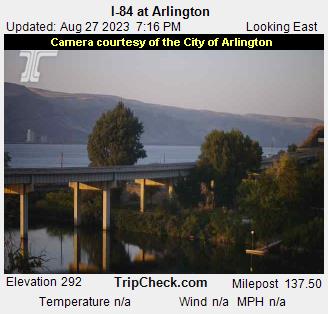 I-84 at Arlington
Updated: Aug 27 2023 7:16 PM Looking East
Camera courtesy of the City of Arlington
Elevation 292 TripCheck.com Milepost 137.50
Temperature n/a Wind n/a MPH n/a